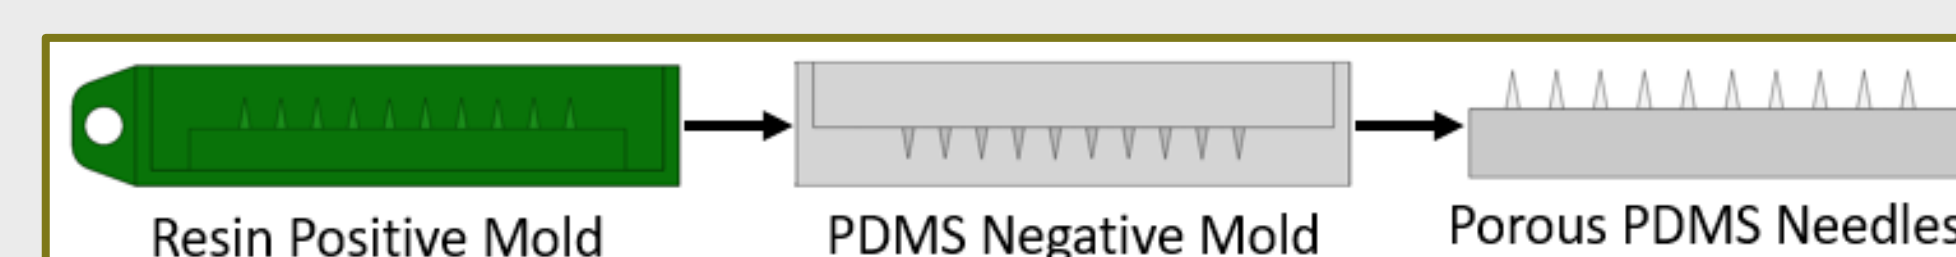 Resin Positive Mold
PDMS Negative Mold
Porous PDMS Needles